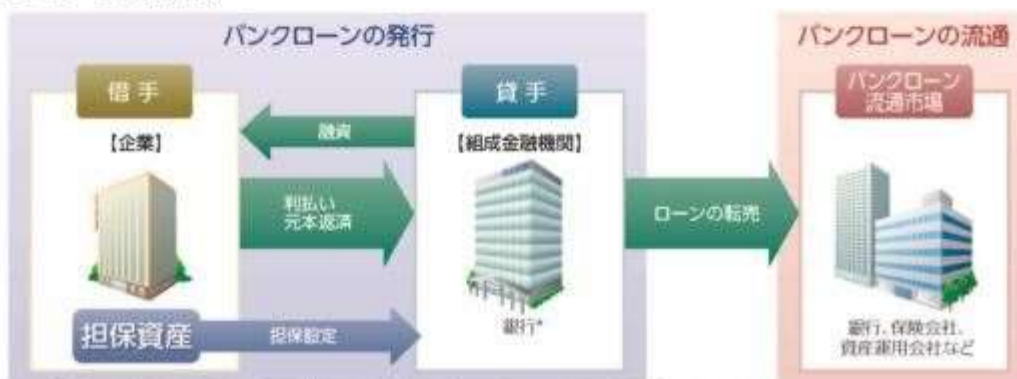 バンクローンの発行
バンクローンの流通
借手
貸手
バンクローン
流通市場
【企業】
融資
【組成金融機関】
利払い
元本返済
ローンの転売
担保資産
担保設定
銀行*
銀行、保険会社、
資産運用会社など